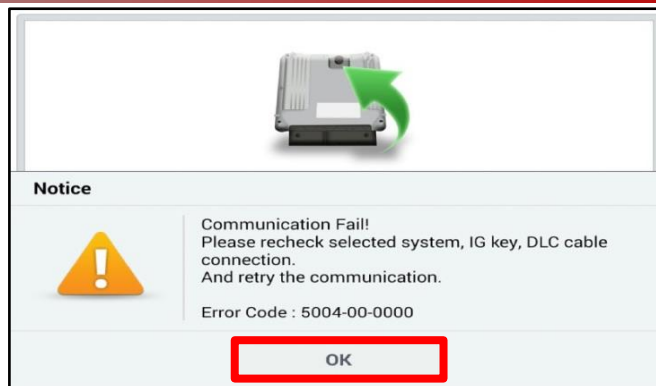 Notice
Communication Fail!
Please recheck selected system, IG key, DLC cable
connection.
And retry the communication.
Error Code : 5004-00-0000
OK